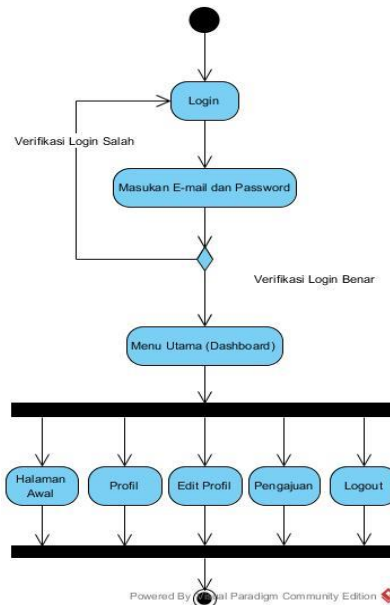 Login
Verifikasi Login Salah
Masukan E-mail dan Password
Verifikasi Login Benar
Menu Utama (Dashboard)
Halaman
Awal
Profil
Edit Profil
Pengajuan
Logout
Powered By Visual Paradigm Community Edition